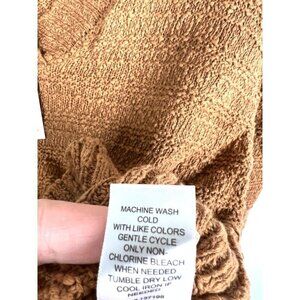 MACHINE WASH
COLD
WITH LIKE COLORS
GENTLE CYCLE
ONLY NON-
CHLORINE BLEACH
WHEN NEEDED
TUMBLE DRY LOW
COOL IRON IF
NEEDED